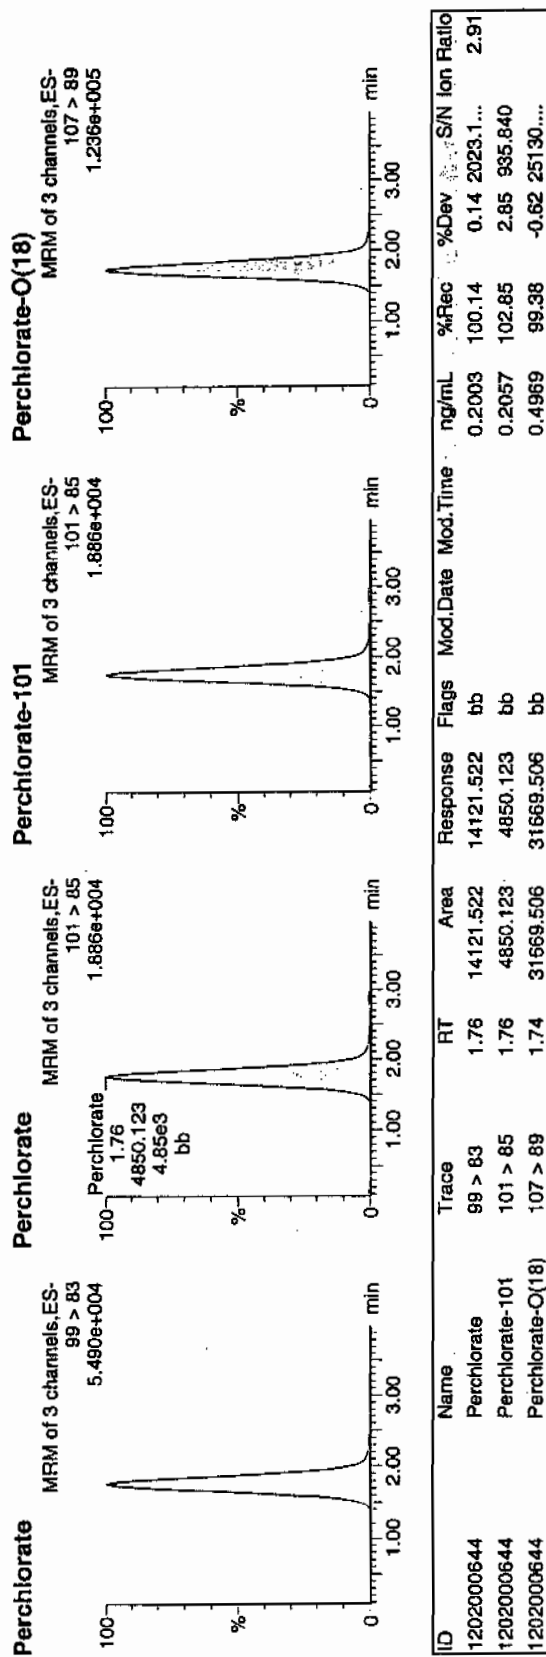 Perchlorate
MRM of 3 channels,ES-
99 > 83
5.490e+004
100
%
0
1.00 2.00 3.00 min
Perchlorate
MRM of 3 channels,ES-
101 > 85
1.886e+004
100
Perchlorate
1.76
4850.123
4.85e3
bb
%
0
1.00 2.00 3.00 min
Perchlorate-101
MRM of 3 channels,ES-
101 > 85
1.886e+004
100
%
0
1.00 2.00 3.00 min
Perchlorate-O(18)
MRM of 3 channels,ES-
107 > 89
1.236e+005
100
%
0
1.00 2.00 3.00 min
ID Name Trace RT Area Response Flags Mod.Date Mod.Time ng/mL %Rec %Dev S/N Ion Ratio
1202000644 Perchlorate 99 > 83 1.76 14121.522 14121.522 bb 0.2003 100.14 0.14 2023.1... 2.91
1202000644 Perchlorate-101 101 > 85 1.76 4850.123 4850.123 bb 0.2057 102.85 2.85 935.840
1202000644 Perchlorate-O(18) 107 > 89 1.74 31669.506 31669.506 bb 0.4969 99.38 -0.62 25130....